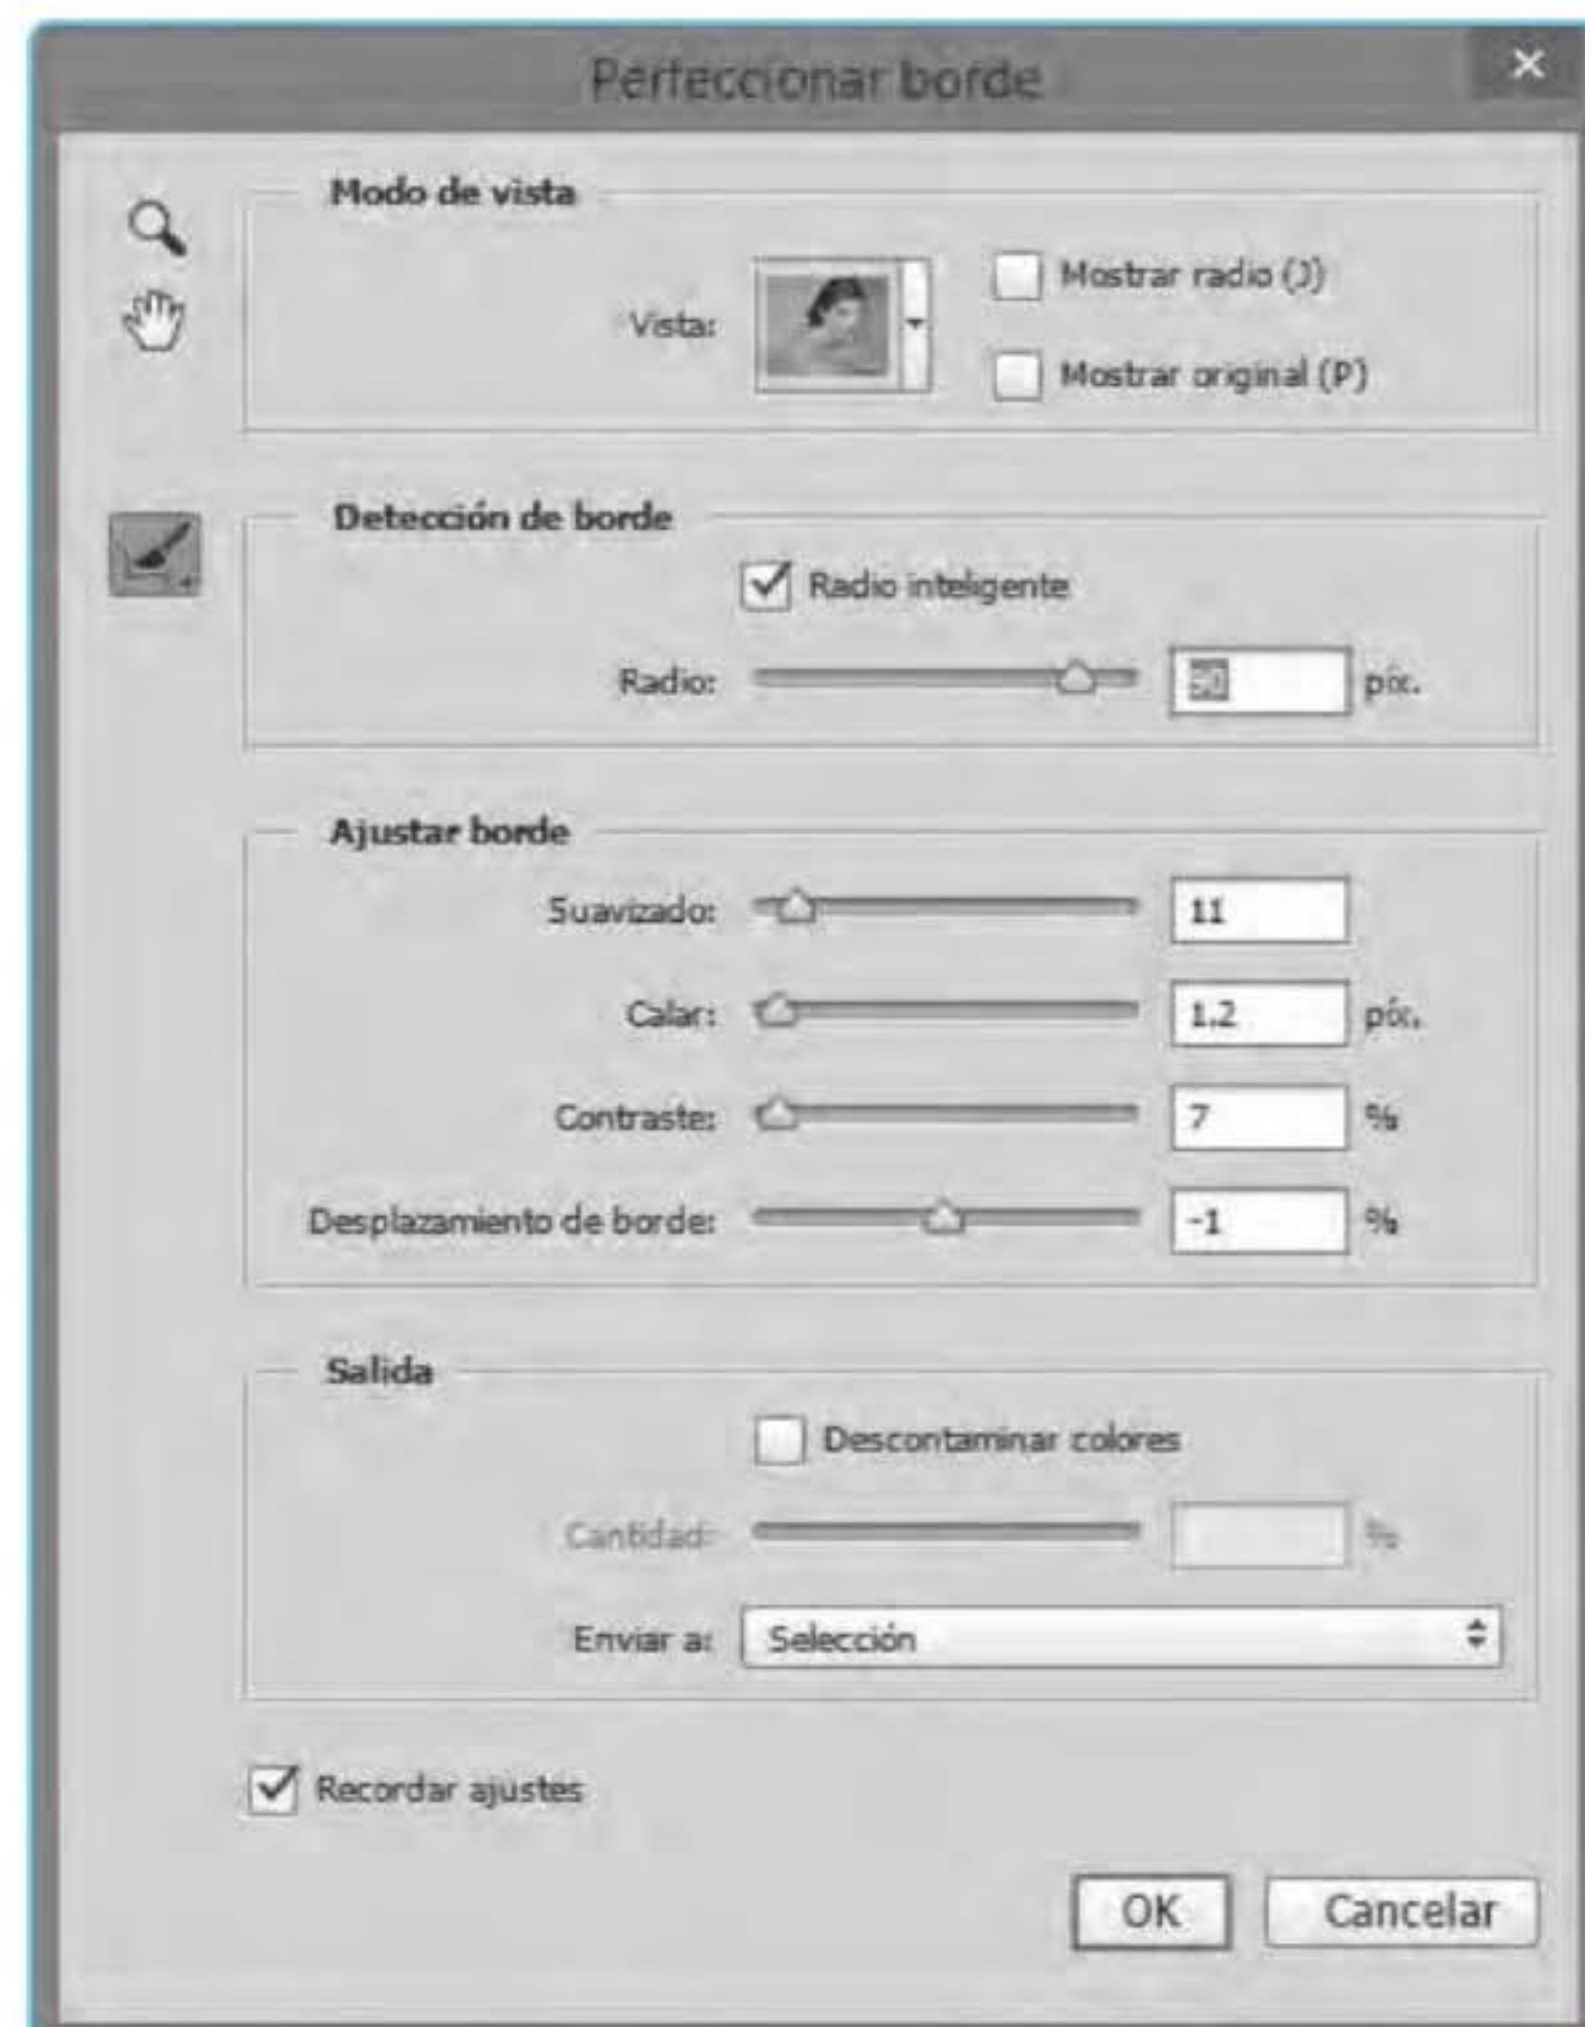 Perfeccionar borde
Modo de vista
Vista:
Mostrar radio (J)
Mostrar original (P)
Detección de borde
Radio inteligente
Radio: píx.
Ajustar borde
Suavizado: 11
Calar: 1.2 píx.
Contraste: 7 %
Desplazamiento de borde: -1 %
Salida
Descontaminar colores
Cantidad: %
Enviar a: Selección
Recordar ajustes
OK Cancelar